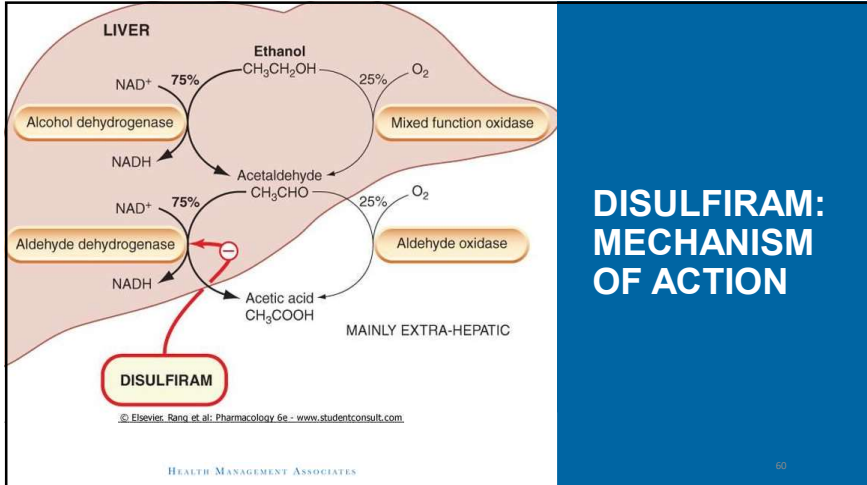 LIVER
Ethanol
CH₃CH₂OH
NAD⁺
75%
25%
O₂
Alcohol dehydrogenase
Mixed function oxidase
NADH
Acetaldehyde
CH₃CHO
NAD⁺
75%
25%
O₂
Aldehyde dehydrogenase
−
Aldehyde oxidase
NADH
Acetic acid
CH₃COOH
MAINLY EXTRA-HEPATIC
DISULFIRAM
© Elsevier. Rang et al: Pharmacology 6e - www.studentconsult.com
HEALTH MANAGEMENT ASSOCIATES
DISULFIRAM:
MECHANISM
OF ACTION
60